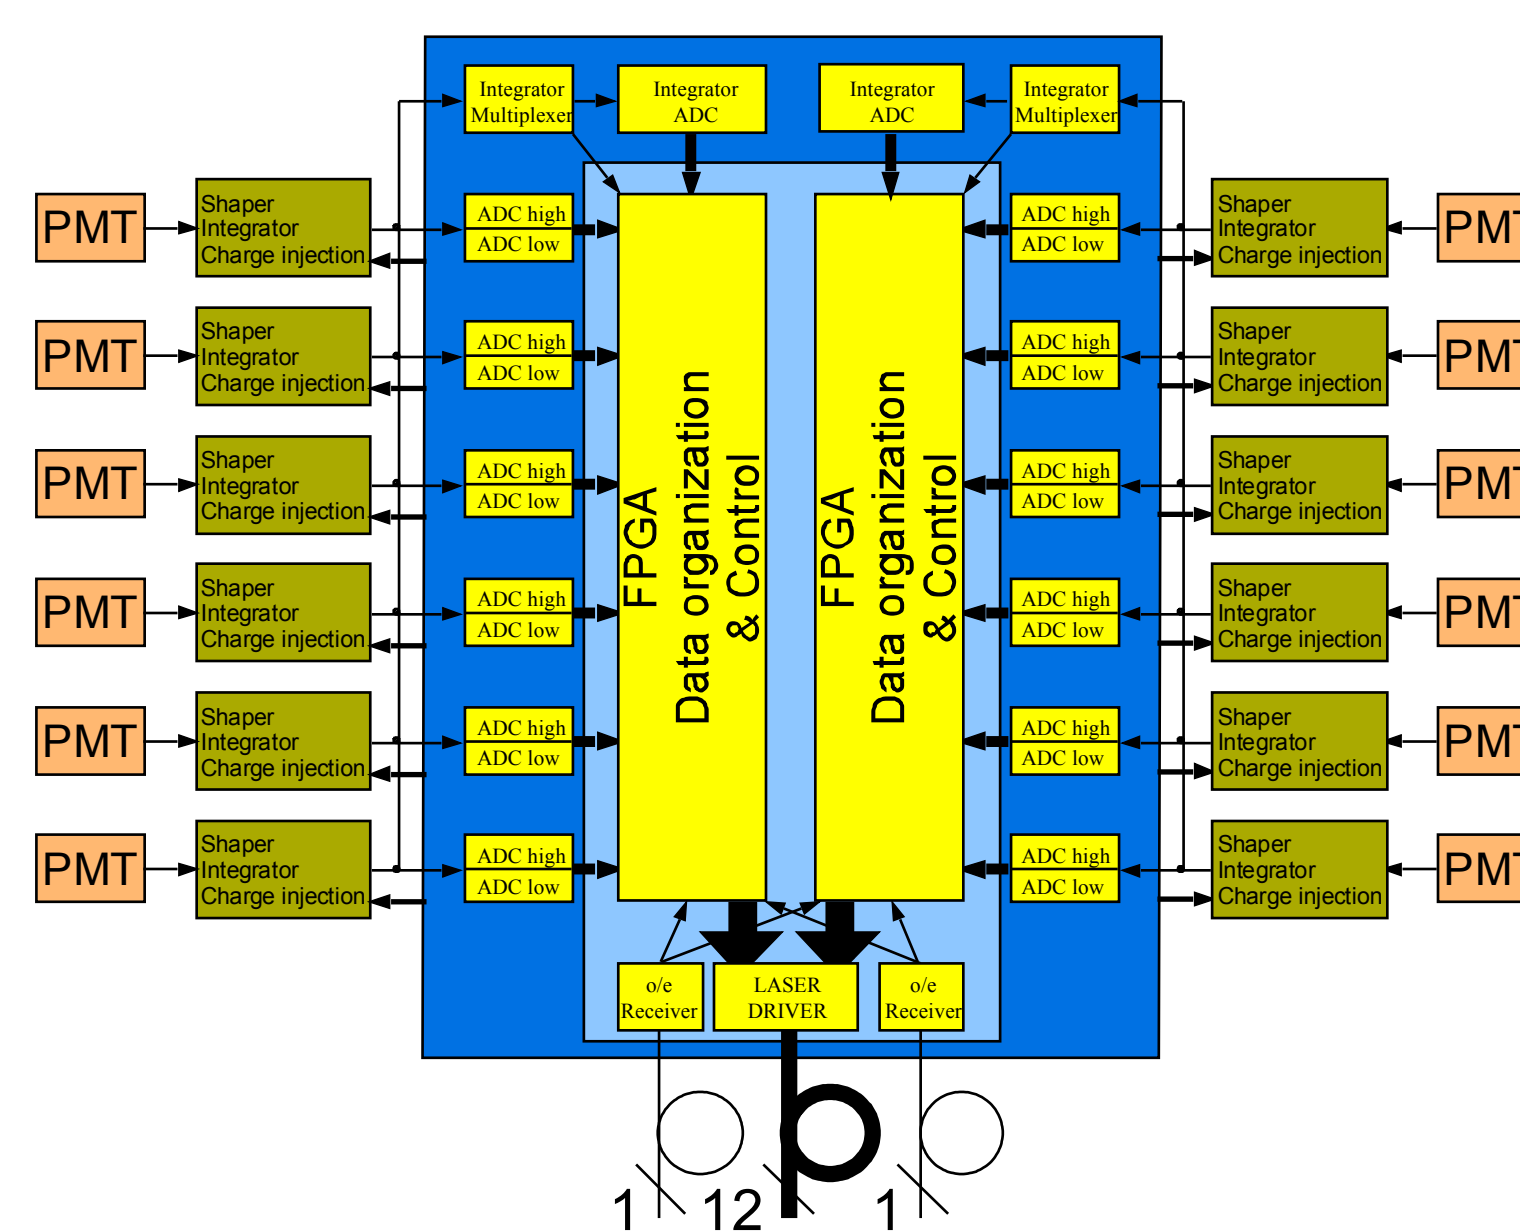 Integrator
Multiplexer
Integrator
ADC
Integrator
ADC
Integrator
Multiplexer
PMT
Shaper
Integrator
Charge injection
ADC high
ADC low
ADC high
ADC low
Shaper
Integrator
Charge injection
PMT
PMT
Shaper
Integrator
Charge injection
ADC high
ADC low
ADC high
ADC low
Shaper
Integrator
Charge injection
PMT
PMT
Shaper
Integrator
Charge injection
ADC high
ADC low
ADC high
ADC low
Shaper
Integrator
Charge injection
PMT
PMT
Shaper
Integrator
Charge injection
ADC high
ADC low
ADC high
ADC low
Shaper
Integrator
Charge injection
PMT
PMT
Shaper
Integrator
Charge injection
ADC high
ADC low
ADC high
ADC low
Shaper
Integrator
Charge injection
PMT
PMT
Shaper
Integrator
Charge injection
ADC high
ADC low
ADC high
ADC low
Shaper
Integrator
Charge injection
PMT
FPGA
Data organization
& Control
FPGA
Data organization
& Control
o/e
Receiver
LASER
DRIVER
o/e
Receiver
1
12
1